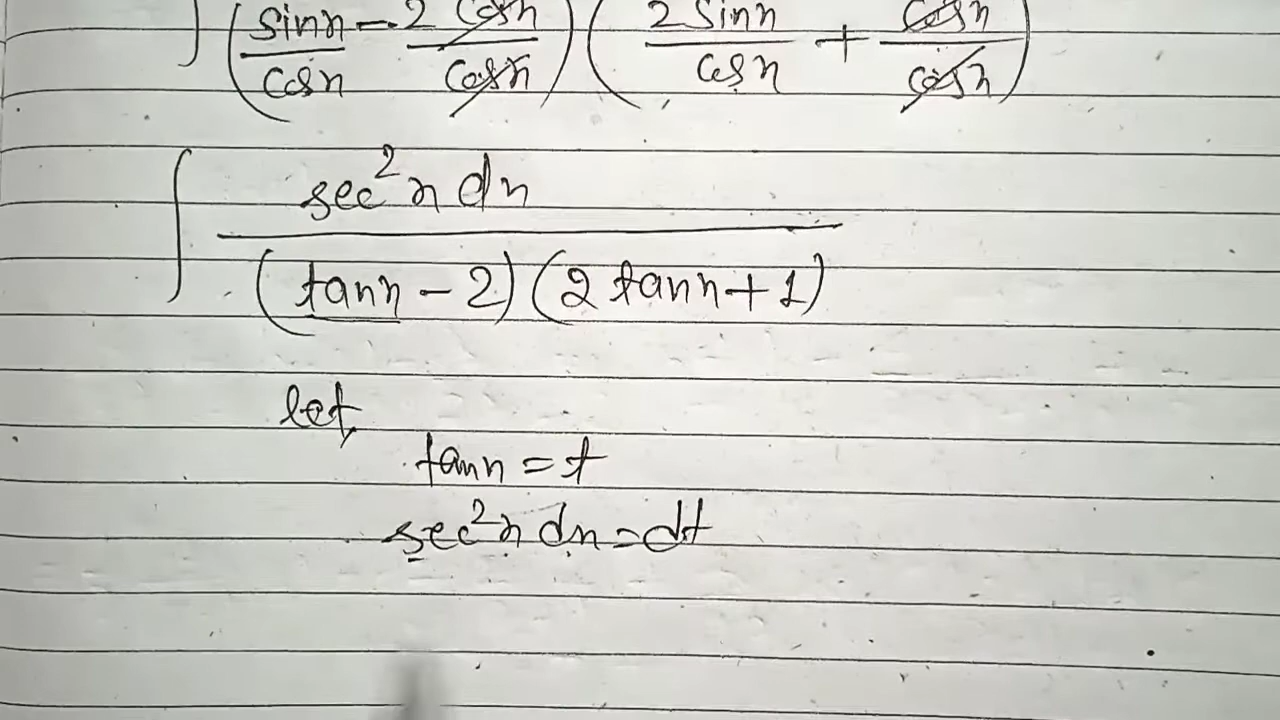 ∫ (sinx/cosx - 2 cosx/cosx) (2 sinx/cosx + cosx/cosx)
∫ sec²x dx
(tanx - 2) (2 tanx + 1)
let,
tanx = t
sec²x dx = dt